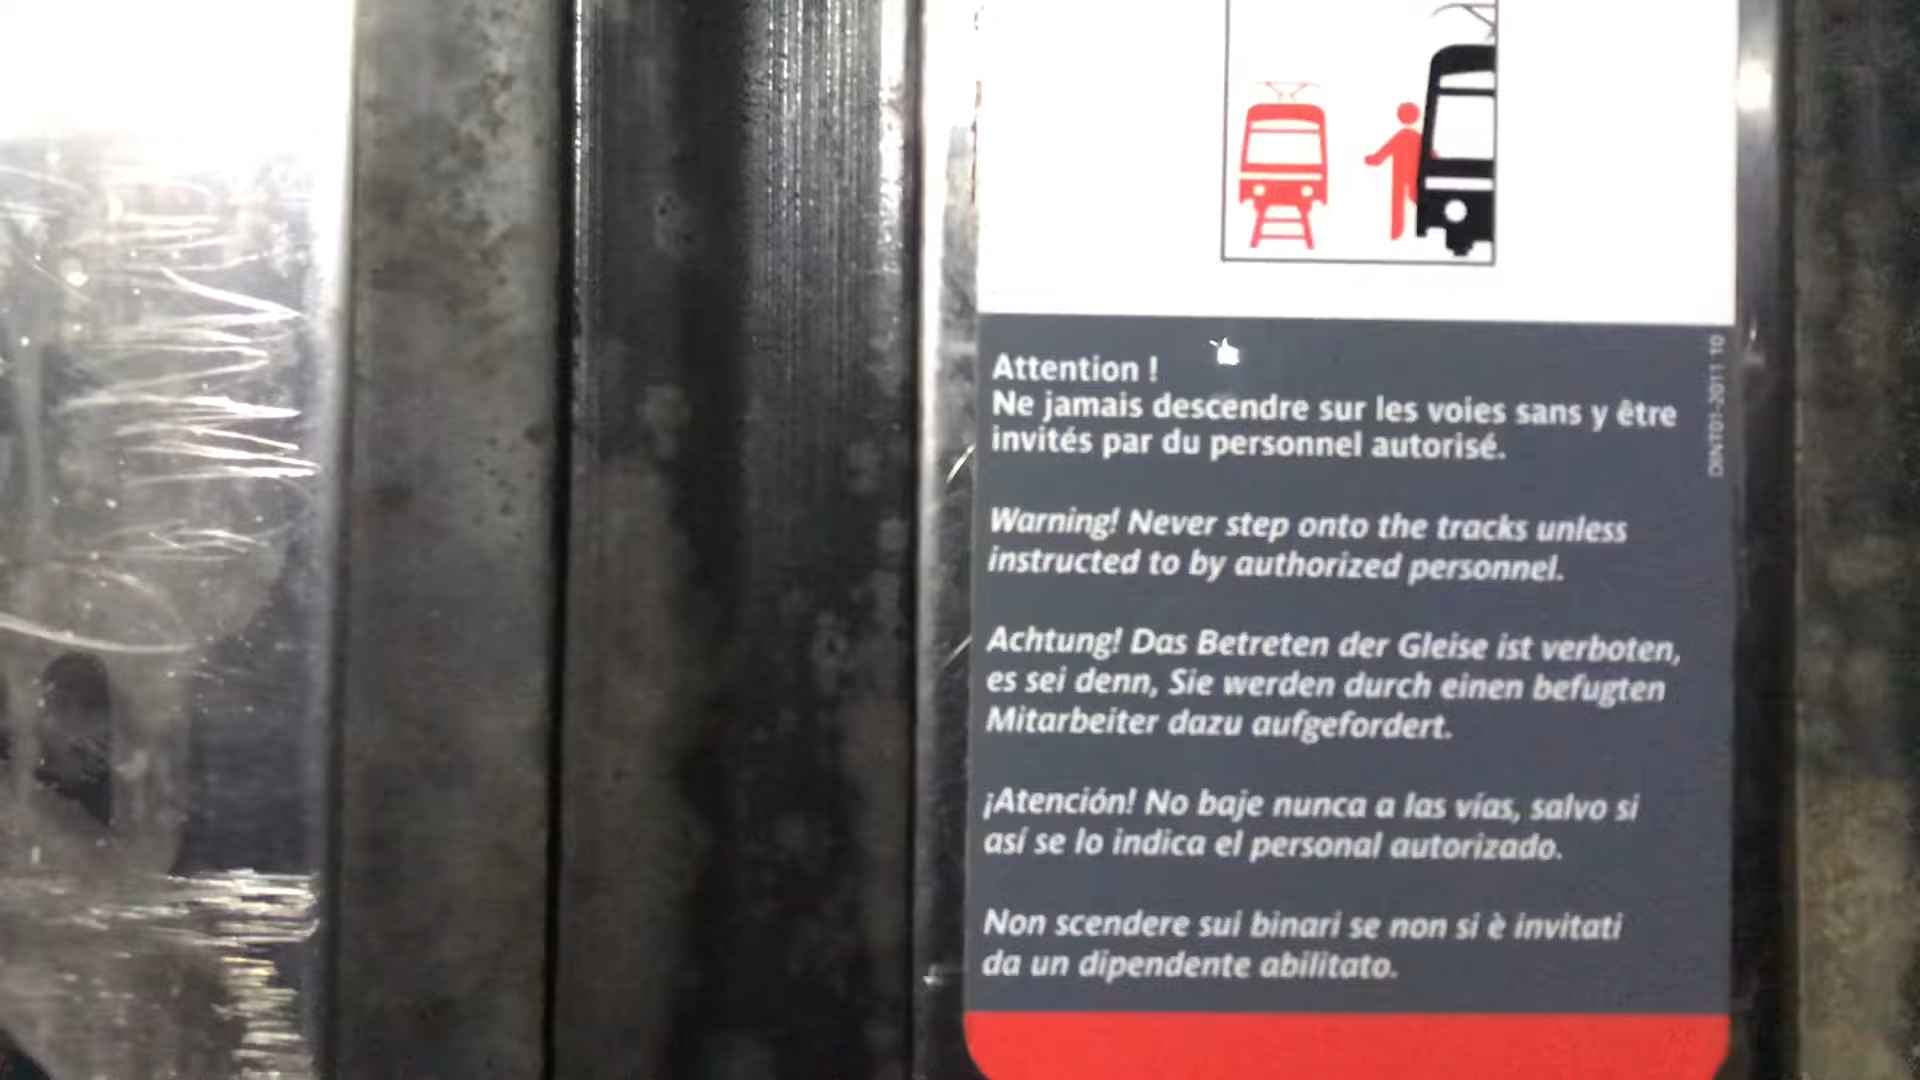 Attention !
Ne jamais descendre sur les voies sans y être
invités par du personnel autorisé.
Warning! Never step onto the tracks unless
instructed to by authorized personnel.
Achtung! Das Betreten der Gleise ist verboten,
es sei denn, Sie werden durch einen befugten
Mitarbeiter dazu aufgefordert.
¡Atención! No baje nunca a las vías, salvo si
así se lo indica el personal autorizado.
Non scendere sui binari se non si è invitati
da un dipendente abilitato.
DINT01-2011 10